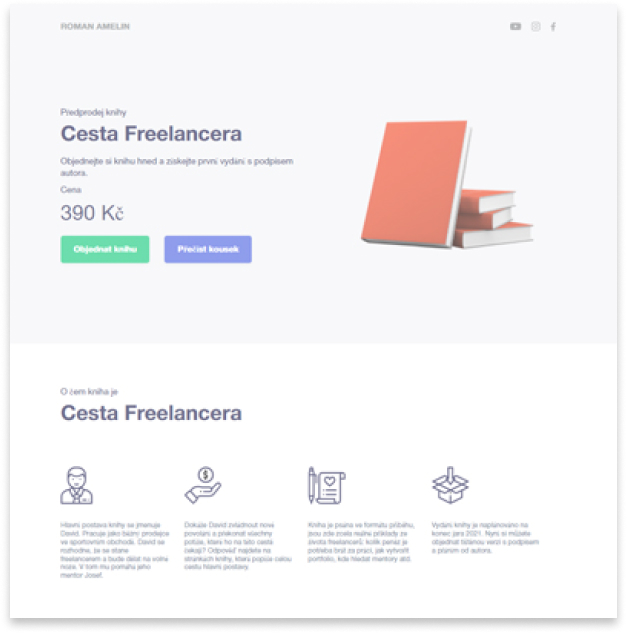 ROMAN AMELIN
Předprodej knihy
Cesta Freelancera
Objednejte si knihu hned a získejte první vydání s podpisem
autora.
Cena
390 Kč
Objednat knihu
Přečíst kousek
O čem kniha je
Cesta Freelancera
Hlavní postava knihy se jmenuje
David. Pracuje jako běžný prodejce
ve sportovním obchodě. David se
rozhodne, že se stane
freelancerem a bude dělat na volné
noze. V tom mu pomáhá jeho
mentor Josef.
Dokáže David zvládnout nové
povolání a překonat všechny
potíže, které ho na této cestě
čekají? Odpověď najdete na
stránkách knihy, která popisuje celou
cestu hlavní postavy.
Kniha je psána ve formátu příběhu,
jsou zde zcela reálné příklady ze
života freelancerů: kolik peněz je
potřeba brát za práci, jak vytvořit
portfolio, kde hledat mentory atd.
Vydání knihy je naplánováno na
konec jara 2021. Nyní si můžete
objednat tištěnou verzi s podpisem
a přáním od autora.